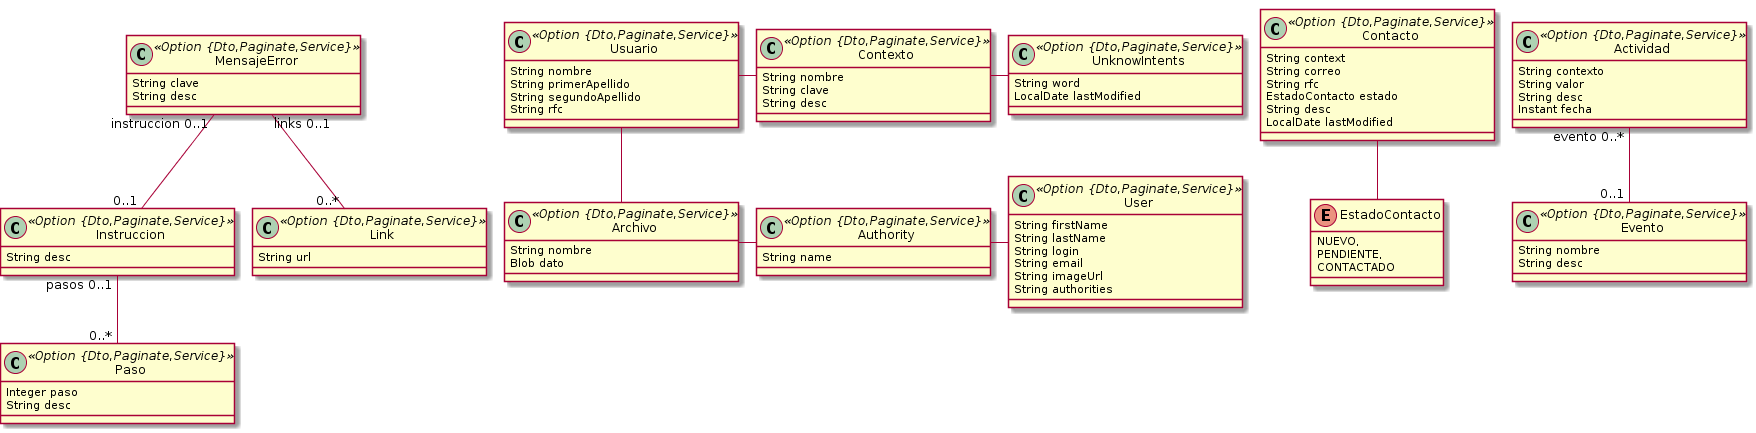 C «Option {Dto,Paginate,Service}»
MensajeError
String clave
String desc
instruccion 0..1
links 0..1
0..1
0..*
C «Option {Dto,Paginate,Service}»
Instruccion
String desc
C «Option {Dto,Paginate,Service}»
Link
String url
pasos 0..1
0..*
C «Option {Dto,Paginate,Service}»
Paso
Integer paso
String desc
C «Option {Dto,Paginate,Service}»
Usuario
String nombre
String primerApellido
String segundoApellido
String rfc
C «Option {Dto,Paginate,Service}»
Contexto
String nombre
String clave
String desc
C «Option {Dto,Paginate,Service}»
UnknowIntents
String word
LocalDate lastModified
C «Option {Dto,Paginate,Service}»
Archivo
String nombre
Blob dato
C «Option {Dto,Paginate,Service}»
Authority
String name
C «Option {Dto,Paginate,Service}»
User
String firstName
String lastName
String login
String email
String imageUrl
String authorities
C «Option {Dto,Paginate,Service}»
Contacto
String context
String correo
String rfc
EstadoContacto estado
String desc
LocalDate lastModified
E EstadoContacto
NUEVO,
PENDIENTE,
CONTACTADO
C «Option {Dto,Paginate,Service}»
Actividad
String contexto
String valor
String desc
Instant fecha
evento 0..*
0..1
C «Option {Dto,Paginate,Service}»
Evento
String nombre
String desc